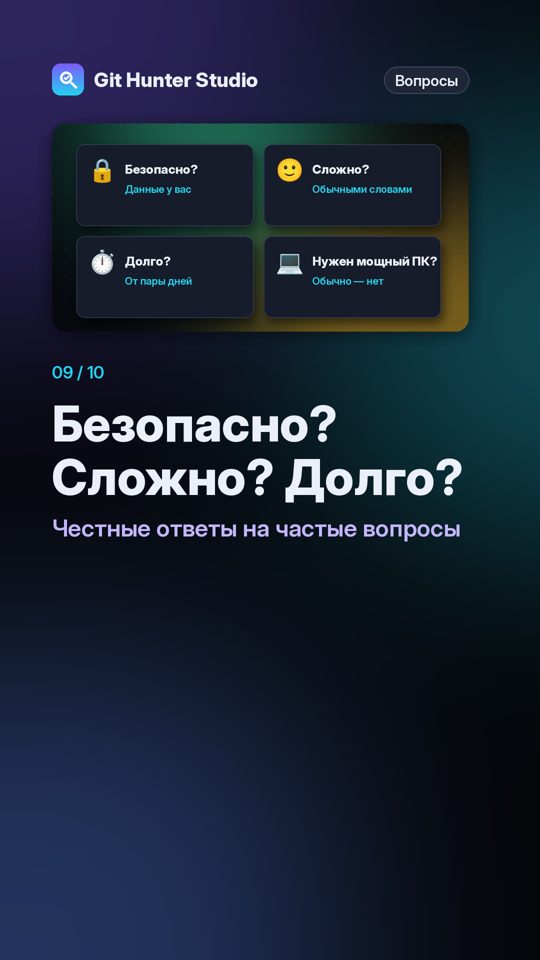 Git Hunter Studio
Вопросы
Безопасно?
Данные у вас
Сложно?
Обычными словами
Долго?
От пары дней
Нужен мощный ПК?
Обычно — нет
09 / 10
Безопасно?
Сложно? Долго?
Честные ответы на частые вопросы